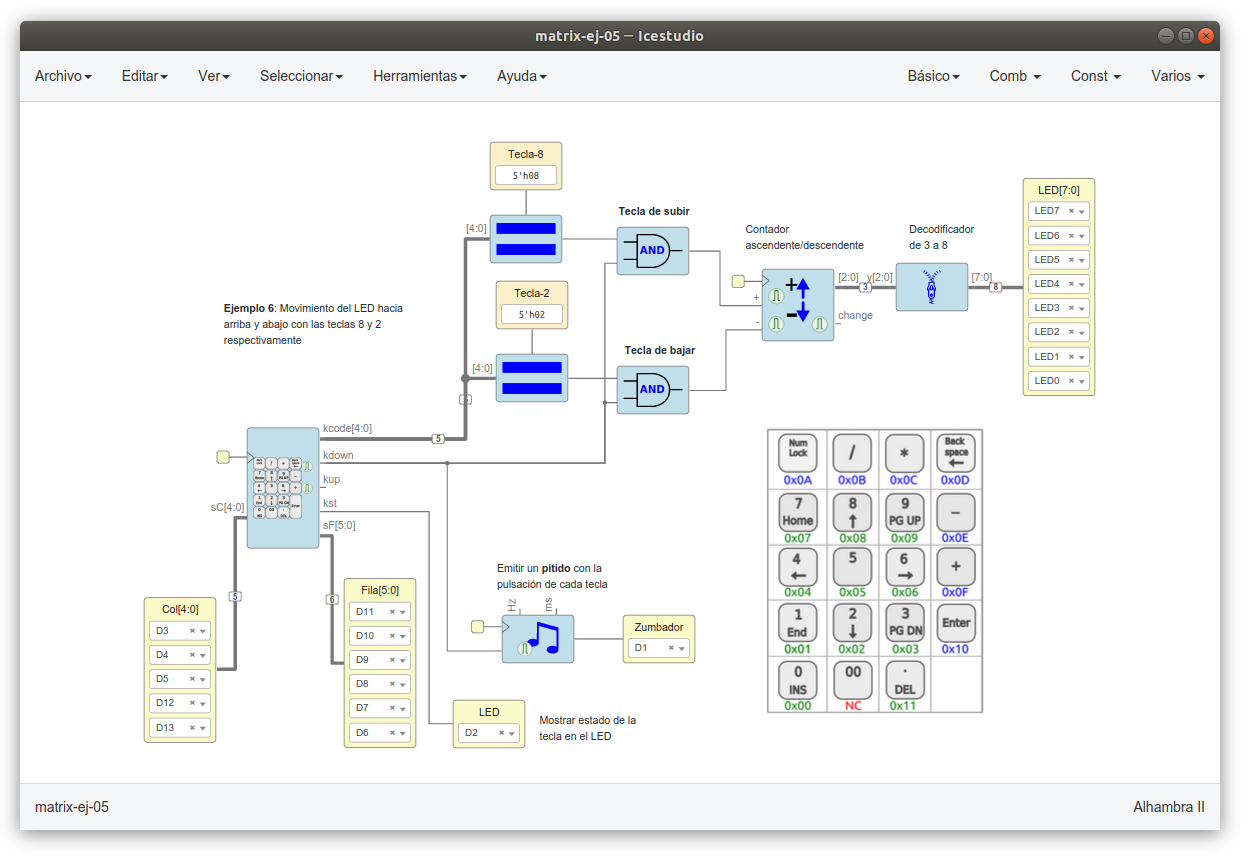 matrix-ej-05 – Icestudio
Archivo Editar Ver Seleccionar Herramientas Ayuda Básico Comb Const Varios
Tecla-8
5'h08
[4:0]
Tecla de subir
AND
Tecla-2
5'h02
[4:0]
Tecla de bajar
AND
Contador
ascendente/descendente
+
-
[2:0]
change
Decodificador
de 3 a 8
y[2:0]
3
[7:0]
8
LED[7:0]
LED7
LED6
LED5
LED4
LED3
LED2
LED1
LED0
Ejemplo 6: Movimiento del LED hacia
arriba y abajo con las teclas 8 y 2
respectivamente
kcode[4:0]
5
kdown
kup
kst
sF[5:0]
sC[4:0]
5
6
Col[4:0]
D3
D4
D5
D12
D13
Fila[5:0]
D11
D10
D9
D8
D7
D6
Emitir un pitido con la
pulsación de cada tecla
Hz
ms
Zumbador
D1
LED
D2
Mostrar estado de la
tecla en el LED
Num Lock / * Back space
0x0A 0x0B 0x0C 0x0D
7 Home 8 9 PG UP −
0x07 0x08 0x09 0x0E
4 5 6 +
0x04 0x05 0x06 0x0F
1 End 2 3 PG DN Enter
0x01 0x02 0x03 0x10
0 INS 00 . DEL
0x00 NC 0x11
matrix-ej-05
Alhambra II